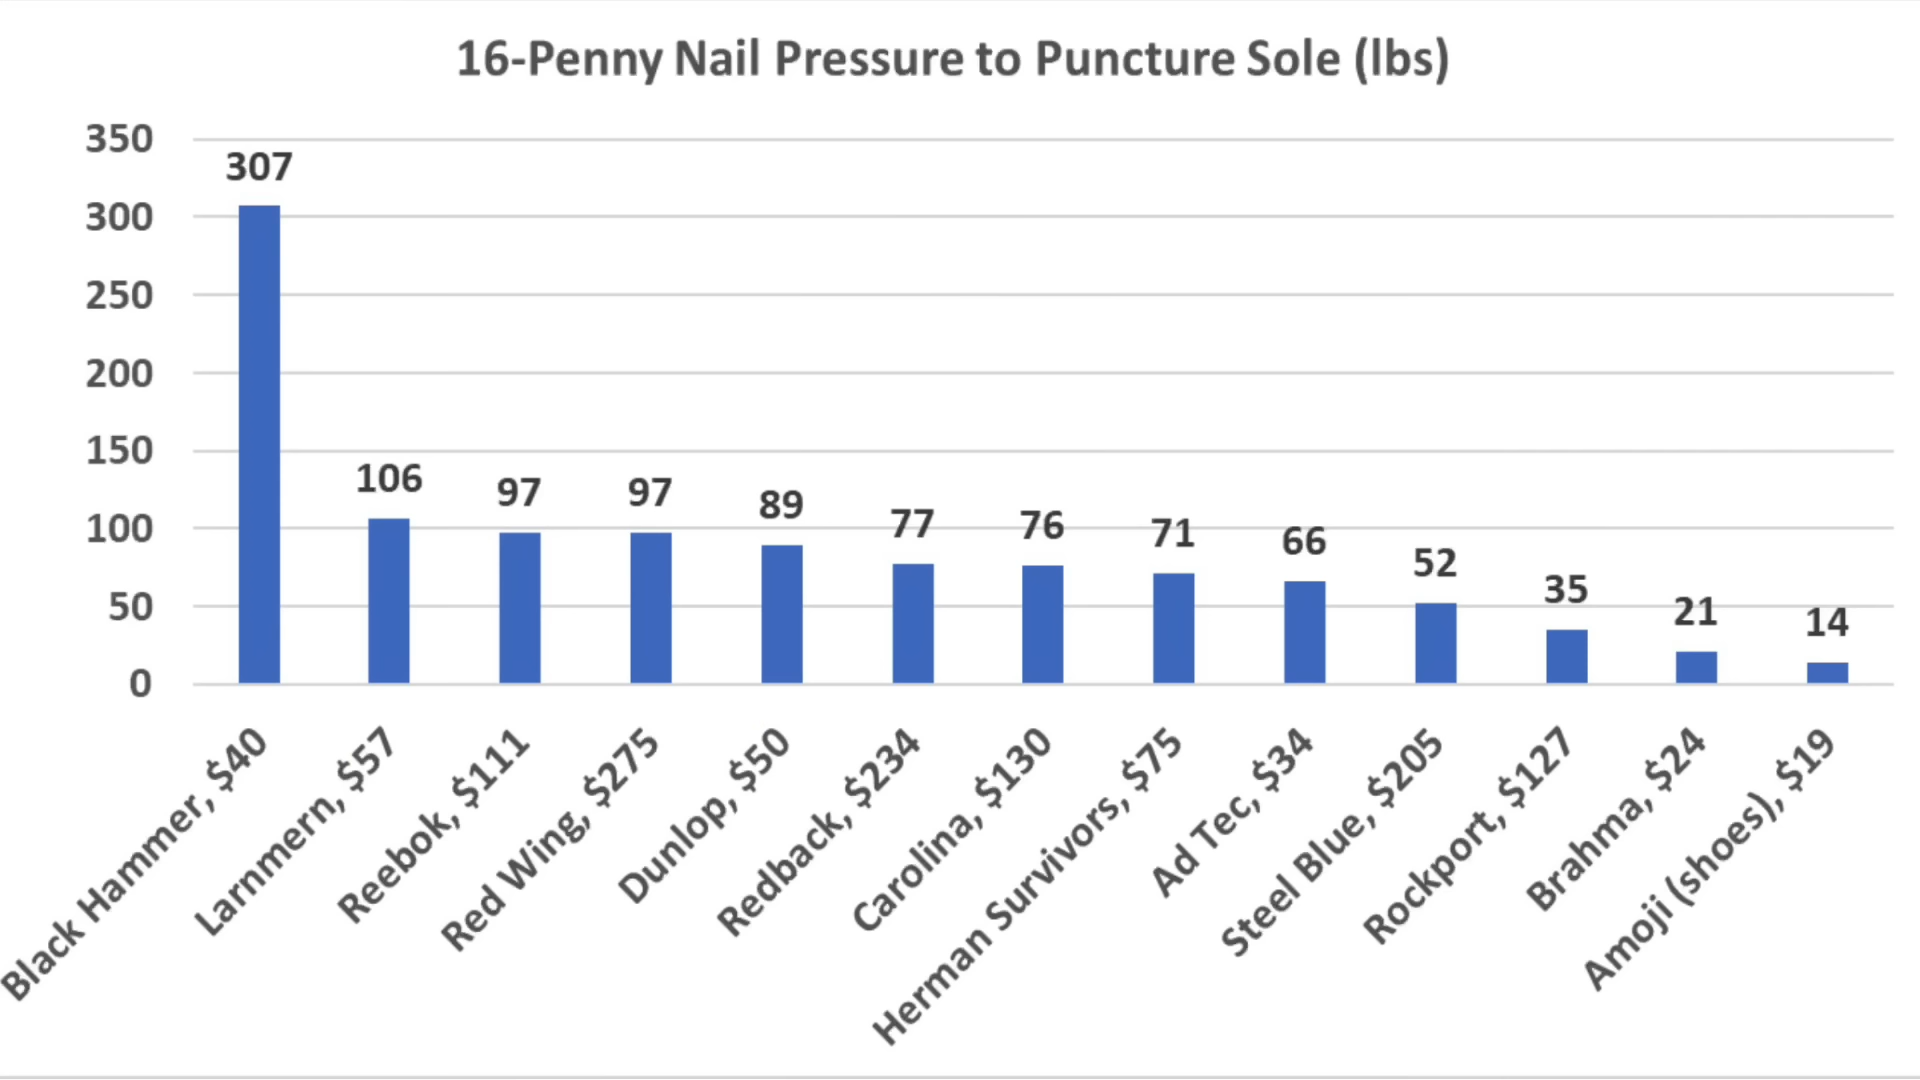 16-Penny Nail Pressure to Puncture Sole (lbs)
350
300
250
200
150
100
50
0
307
106
97
97
89
77
76
71
66
52
35
21
14
Black Hammer, $40
Larnmern, $57
Reebok, $111
Red Wing, $275
Dunlop, $50
Redback, $234
Carolina, $130
Herman Survivors, $75
Ad Tec, $34
Steel Blue, $205
Rockport, $127
Brahma, $24
Amoji (shoes), $19